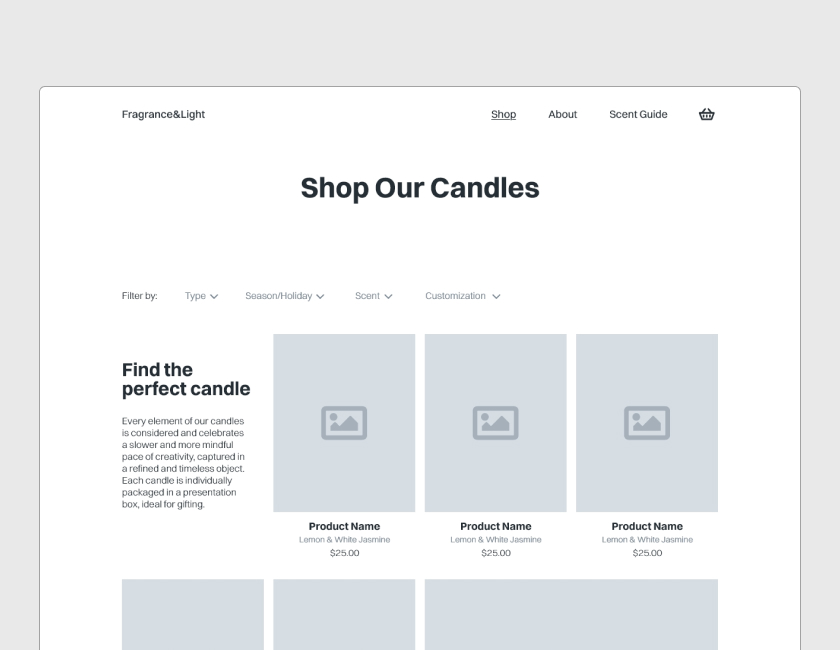 Fragrance&Light
Shop
About
Scent Guide
Shop Our Candles
Filter by:
Type
Season/Holiday
Scent
Customization
Find the
perfect candle
Every element of our candles
is considered and celebrates
a slower and more mindful
pace of creativity, captured in
a refined and timeless object.
Each candle is individually
packaged in a presentation
box, ideal for gifting.
Product Name
Lemon & White Jasmine
$25.00
Product Name
Lemon & White Jasmine
$25.00
Product Name
Lemon & White Jasmine
$25.00